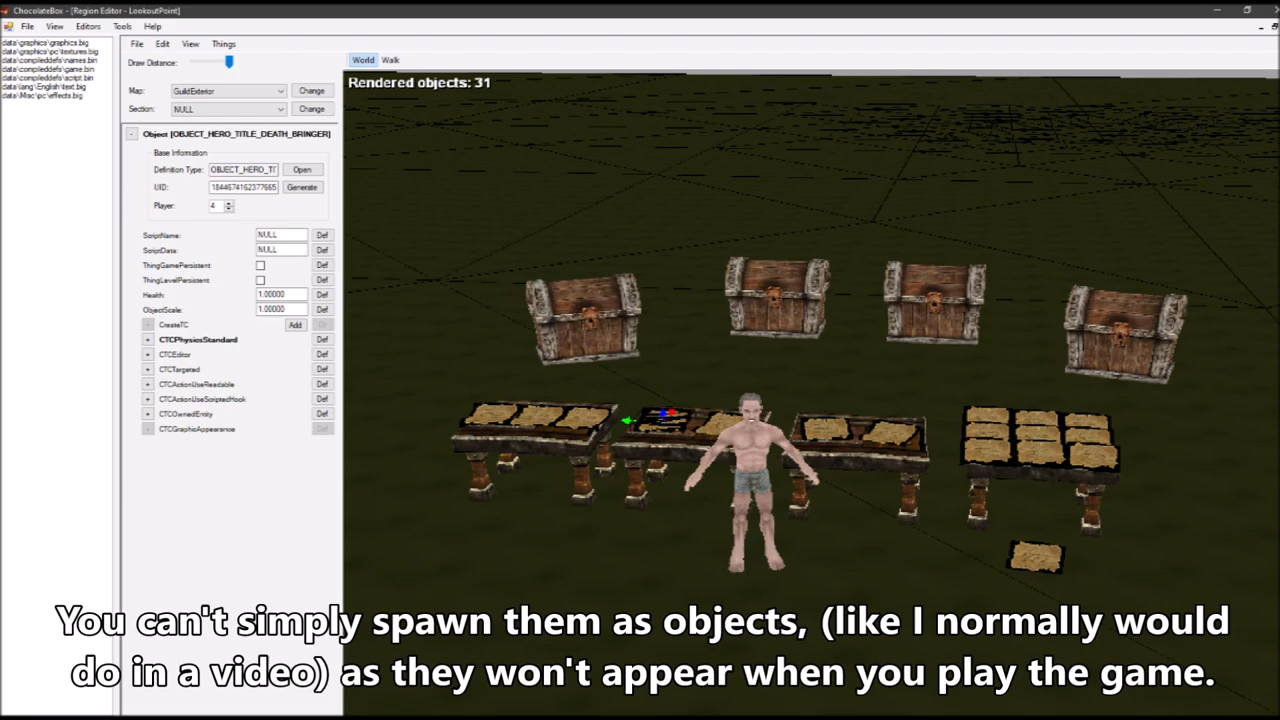 ChocolateBox - [Region Editor - LookoutPoint]
File View Editors Tools Help
data\graphics\graphics.big
data\graphics\pc\textures.big
data\compileddefs\names.bin
data\compileddefs\game.bin
data\compileddefs\script.bin
data\lang\English\text.big
data\Misc\pc\effects.big
File Edit View Things
Draw Distance:
Map: GuildExterior Change
Section: NULL Change
- Object [OBJECT_HERO_TITLE_DEATH_BRINGER]
Base Information
Definition Type: OBJECT_HERO_TI Open
UID: 1844674162377665 Generate
Player: 4
ScriptName: NULL Def
ScriptData: NULL Def
ThingGamePersistent: Def
ThingLevelPersistent: Def
Health: 1.00000 Def
ObjectScale: 1.00000 Def
- CreateTC Add
+ CTCPhysicsStandard Def
+ CTCEditor Def
+ CTCTargeted Def
+ CTCActionUseReadable Def
+ CTCActionUseScriptedHook Def
+ CTCOwnedEntity Def
- CTCGraphicAppearance Def
World Walk
Rendered objects: 31
You can't simply spawn them as objects, (like I normally would
do in a video) as they won't appear when you play the game.